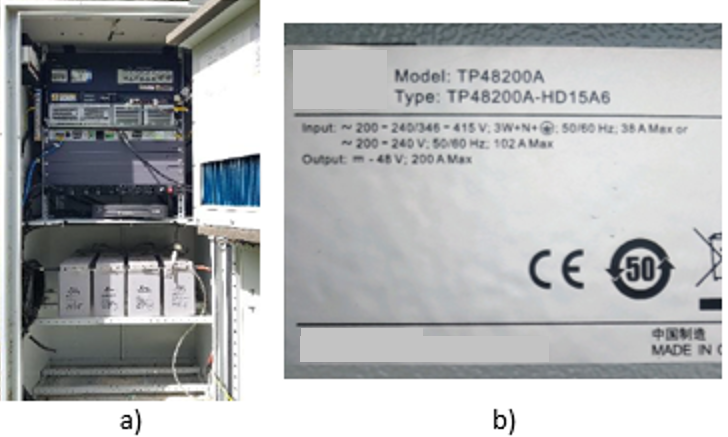 Model: TP48200A
Type: TP48200A-HD15A6
Input: ~ 200 - 240/346 - 415 V; 3W+N+⏚; 50/60 Hz; 38 A Max or
~ 200 - 240 V; 50/60 Hz; 102 A Max
Output: ⎓ - 48 V; 200 A Max
CE
50
中国制造
MADE IN C
a)
b)